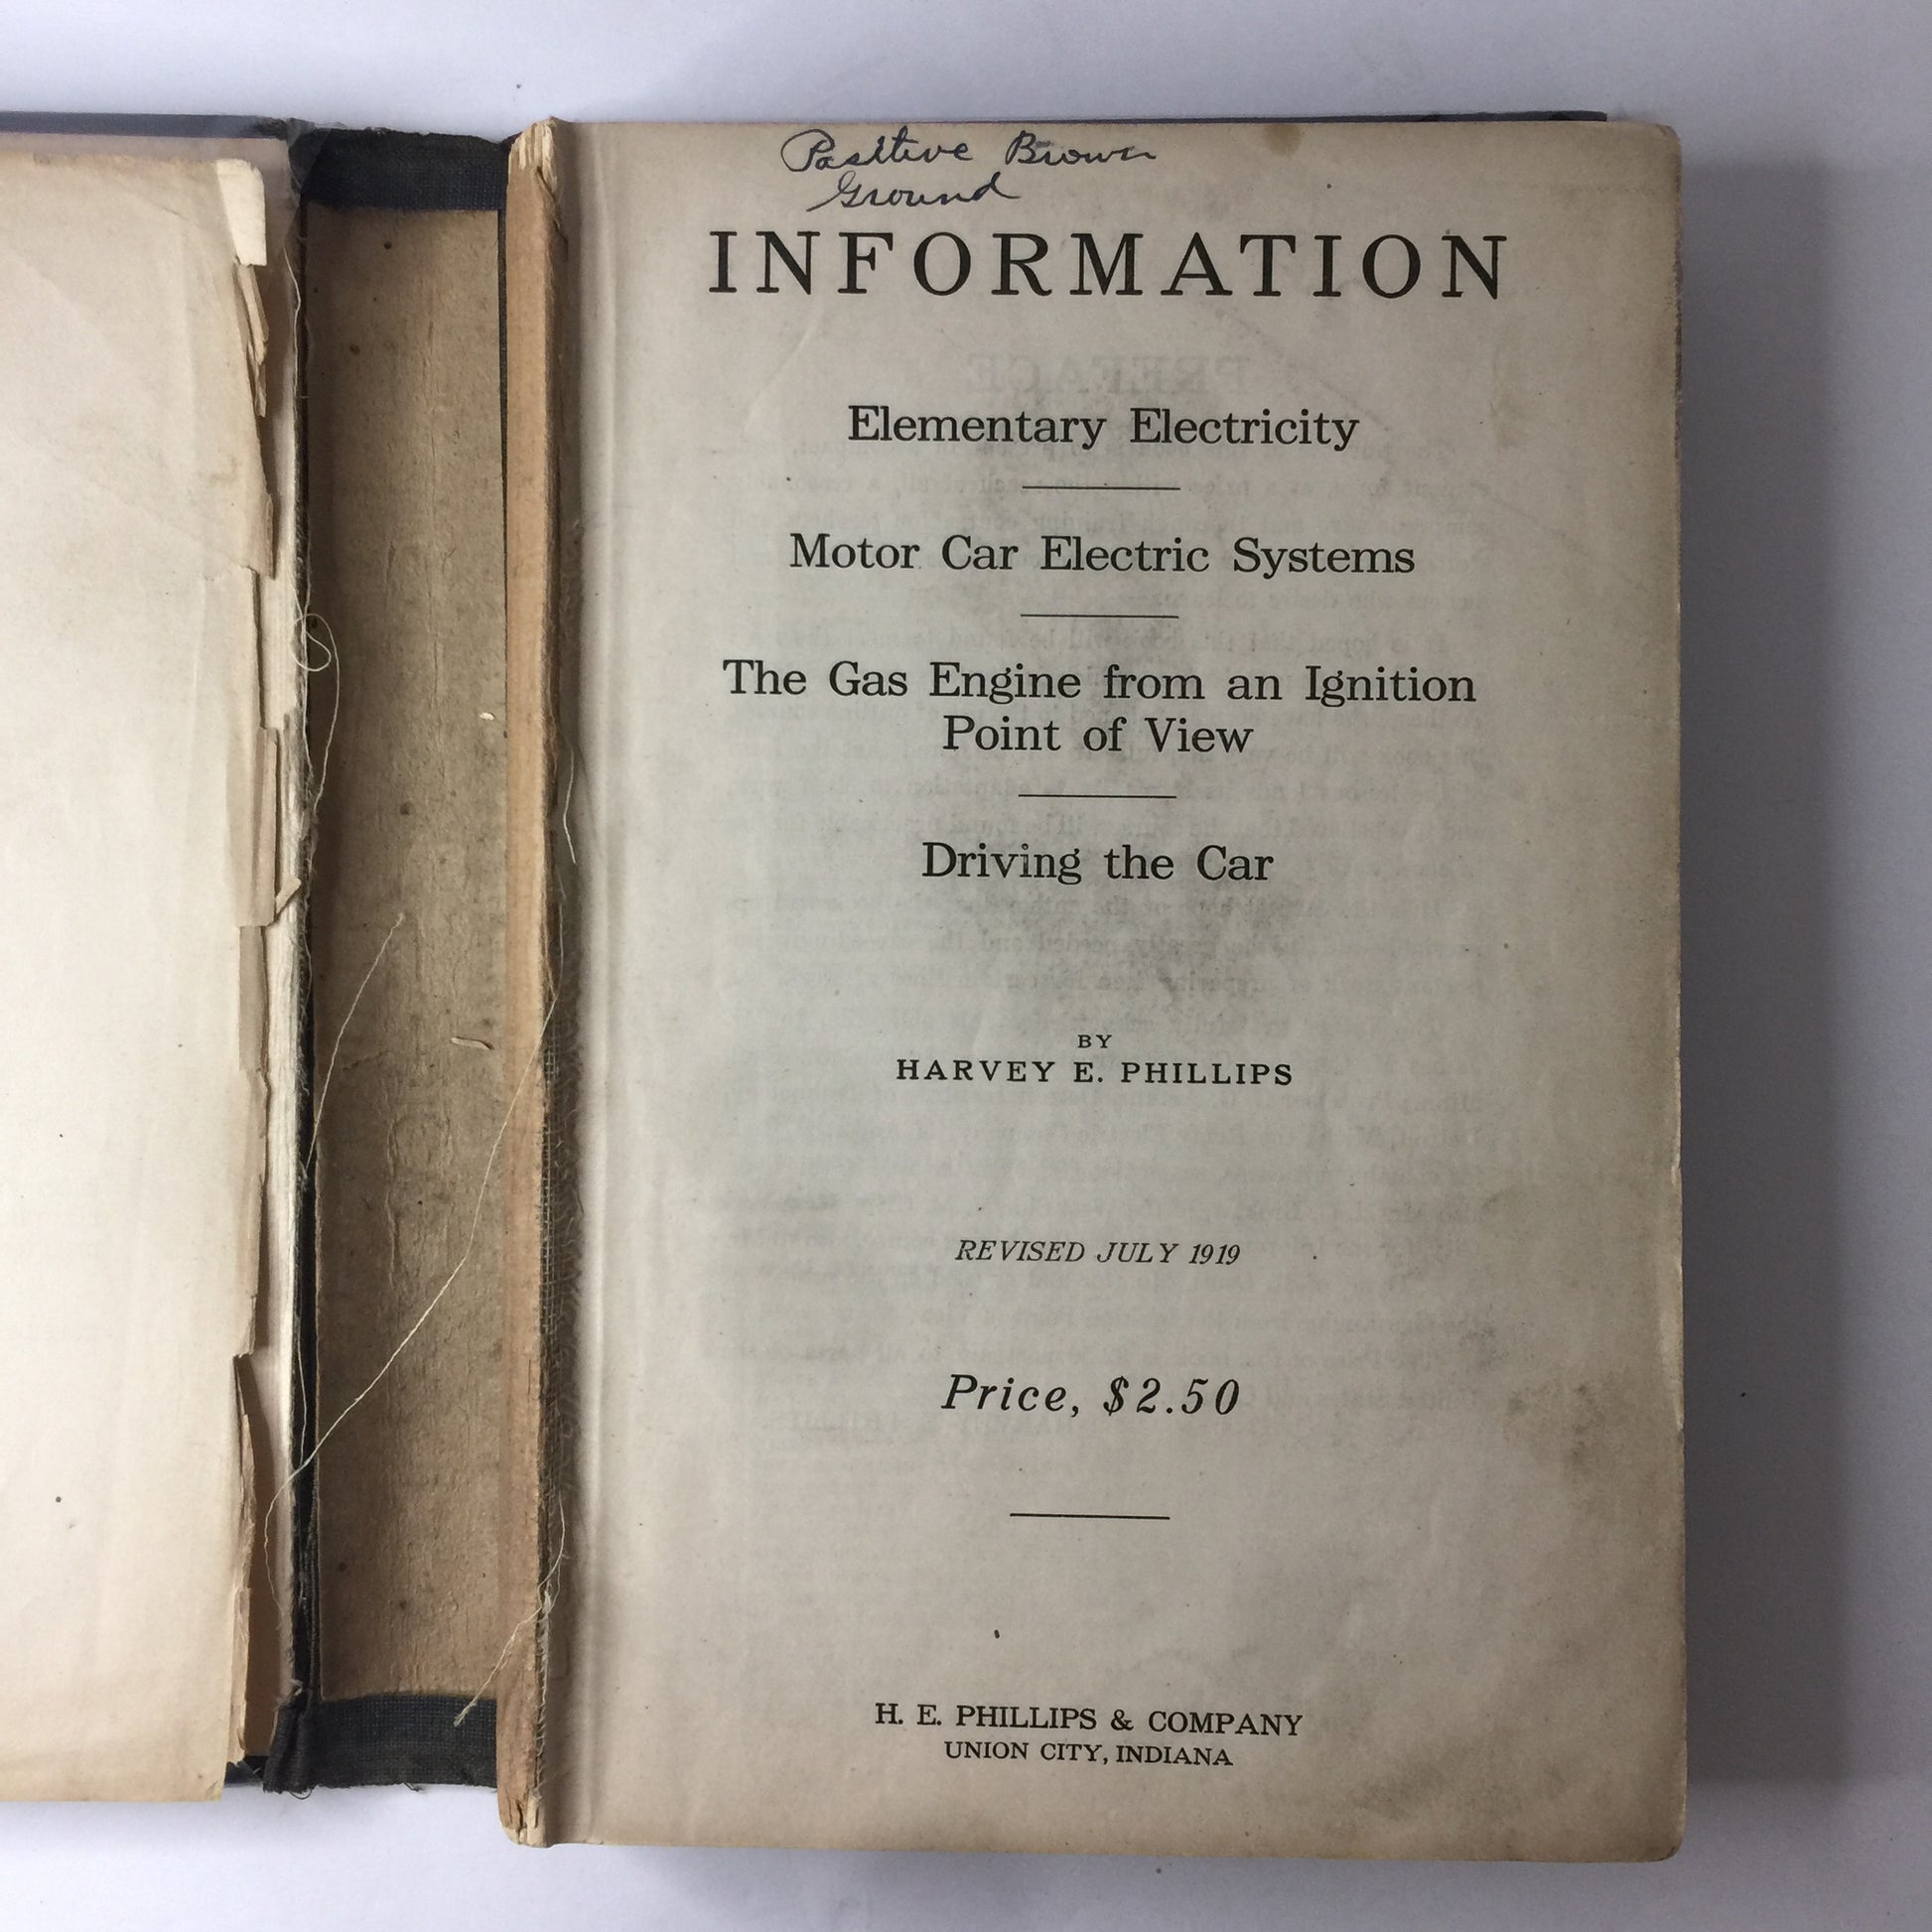 Positive Brown
Ground
INFORMATION
PREFACE
Elementary Electricity
Motor Car Electric Systems
The Gas Engine from an Ignition
Point of View
Driving the Car
BY
HARVEY E. PHILLIPS
REVISED JULY 1919
Price, $2.50
H. E. PHILLIPS & COMPANY
UNION CITY, INDIANA